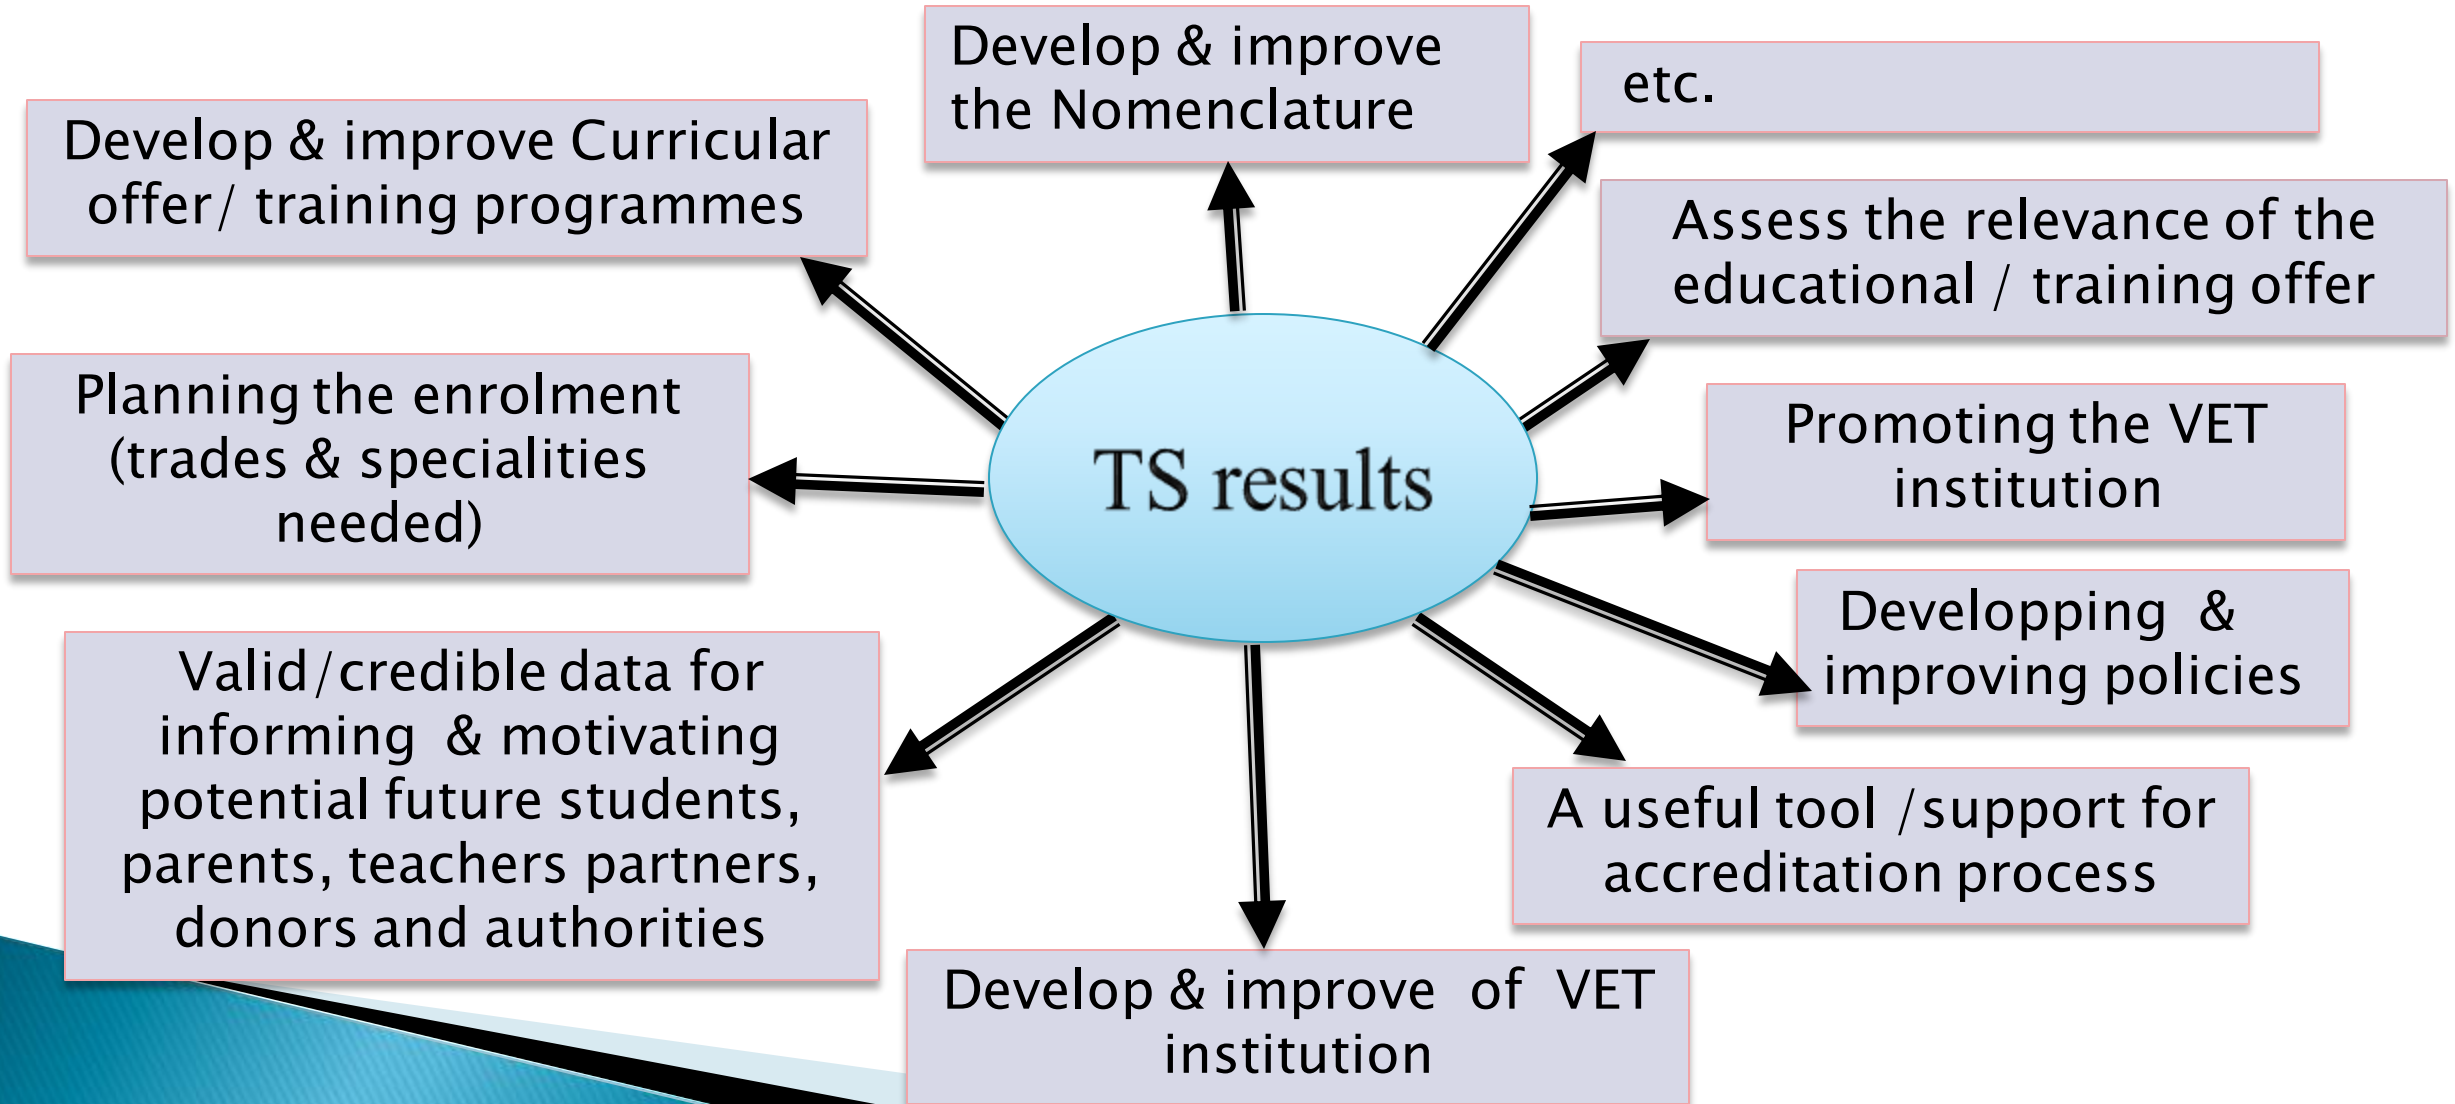 Develop & improve
the Nomenclature
etc.
Develop & improve Curricular
offer/ training programmes
Assess the relevance of the
educational / training offer
Planning the enrolment
(trades & specialities
needed)
TS results
Promoting the VET
institution
Developping & 
improving policies
Valid/credible data for
informing & motivating
potential future students,
parents, teachers partners,
donors and authorities
A useful tool /support for
accreditation process
Develop & improve of VET
institution